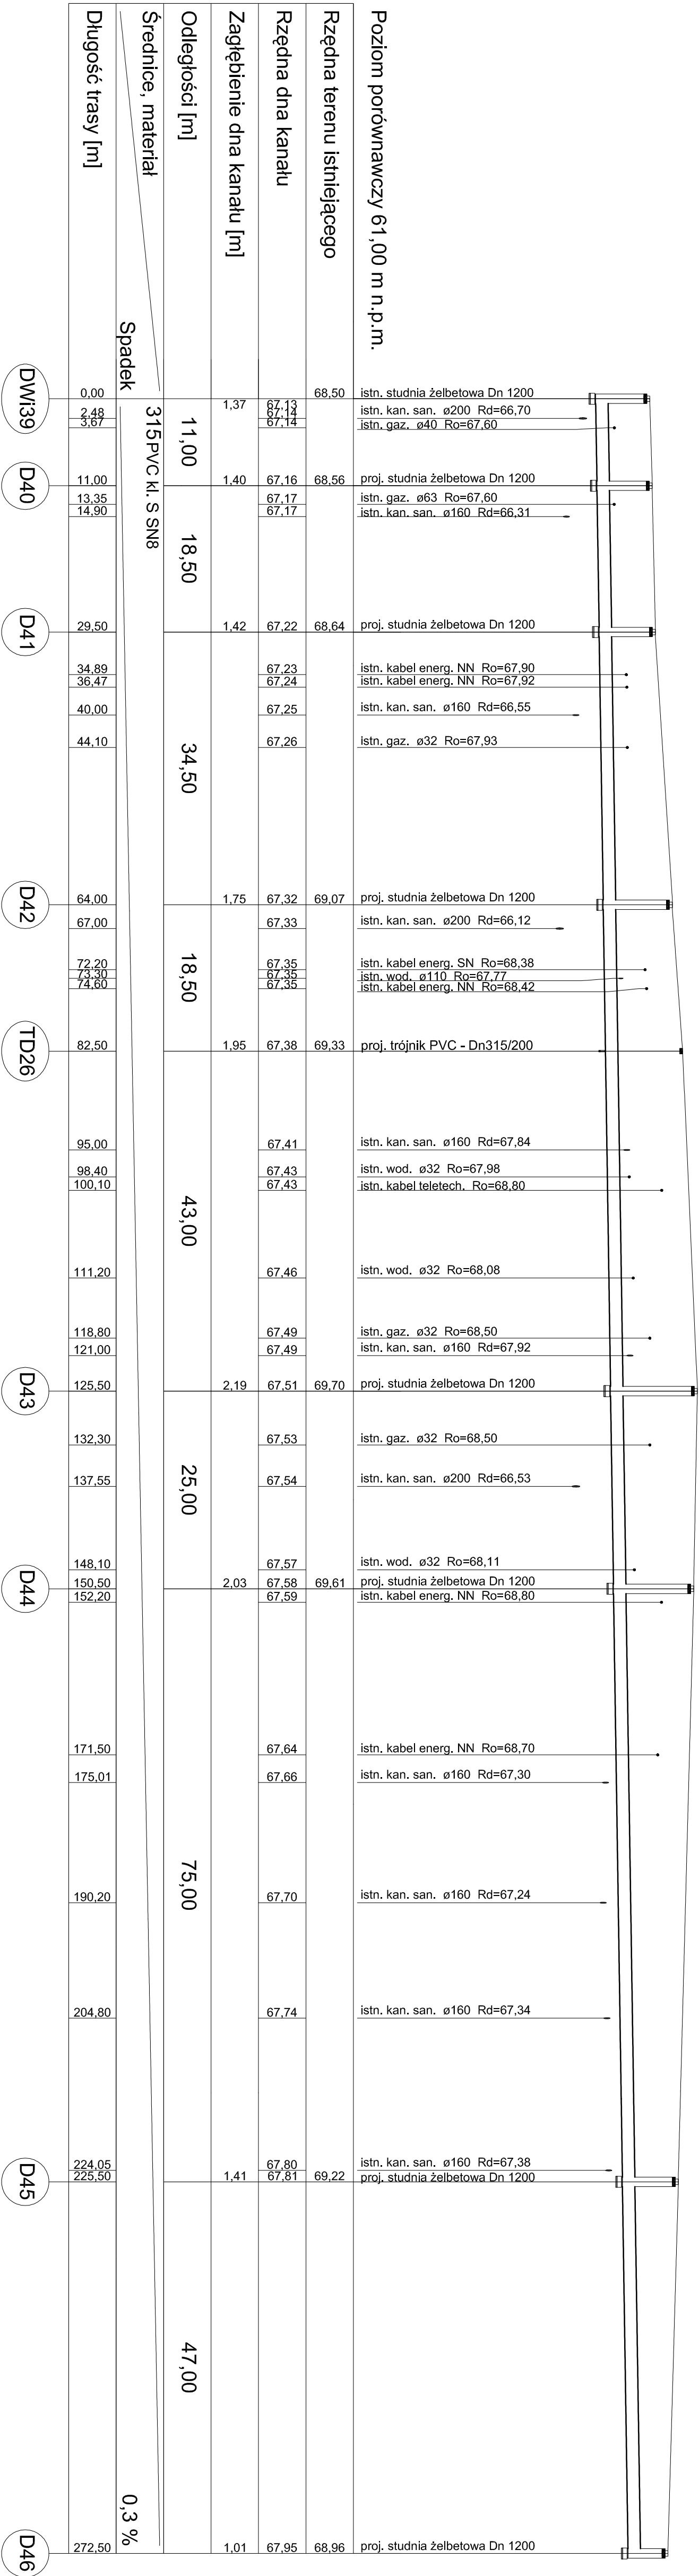 Poziom porównawczy 61,00 m n.p.m.
Rzędna terenu istniejącego
Rzędna dna kanału
Zagłębienie dna kanału [m]
Odległości [m]
Średnice, materiał
Spadek
Długość trasy [m]
315 PVC kl. S SN8
0,3 %
DWi39
0,00 1,37 67,13 68,50 istn. studnia żelbetowa Dn 1200
2,48 67,14 istn. kan. san. ø200 Rd=66,70
3,67 67,14 istn. gaz. ø40 Ro=67,60
11,00
D40
11,00 1,40 67,16 68,56 proj. studnia żelbetowa Dn 1200
13,35 67,17 istn. gaz. ø63 Ro=67,60
14,90 67,17 istn. kan. san. ø160 Rd=66,31
18,50
D41
29,50 1,42 67,22 68,64 proj. studnia żelbetowa Dn 1200
34,89 67,23 istn. kabel energ. NN Ro=67,90
36,47 67,24 istn. kabel energ. NN Ro=67,92
40,00 67,25 istn. kan. san. ø160 Rd=66,55
44,10 67,26 istn. gaz. ø32 Ro=67,93
34,50
D42
64,00 1,75 67,32 69,07 proj. studnia żelbetowa Dn 1200
67,00 67,33 istn. kan. san. ø200 Rd=66,12
72,20 67,35 istn. kabel energ. SN Ro=68,38
73,30 67,35 istn. wod. ø110 Ro=67,77
74,60 67,35 istn. kabel energ. NN Ro=68,42
18,50
TD26
82,50 1,95 67,38 69,33 proj. trójnik PVC - Dn315/200
95,00 67,41 istn. kan. san. ø160 Rd=67,84
98,40 67,43 istn. wod. ø32 Ro=67,98
100,10 67,43 istn. kabel teletech. Ro=68,80
43,00
111,20 67,46 istn. wod. ø32 Ro=68,08
118,80 67,49 istn. gaz. ø32 Ro=68,50
121,00 67,49 istn. kan. san. ø160 Rd=67,92
D43
125,50 2,19 67,51 69,70 proj. studnia żelbetowa Dn 1200
132,30 67,53 istn. gaz. ø32 Ro=68,50
137,55 67,54 istn. kan. san. ø200 Rd=66,53
25,00
148,10 67,57 istn. wod. ø32 Ro=68,11
D44
150,50 2,03 67,58 69,61 proj. studnia żelbetowa Dn 1200
152,20 67,59 istn. kabel energ. NN Ro=68,80
171,50 67,64 istn. kabel energ. NN Ro=68,70
175,01 67,66 istn. kan. san. ø160 Rd=67,30
75,00
190,20 67,70 istn. kan. san. ø160 Rd=67,24
204,80 67,74 istn. kan. san. ø160 Rd=67,34
224,05 67,80 istn. kan. san. ø160 Rd=67,38
D45
225,50 1,41 67,81 69,22 proj. studnia żelbetowa Dn 1200
47,00
D46
272,50 1,01 67,95 68,96 proj. studnia żelbetowa Dn 1200